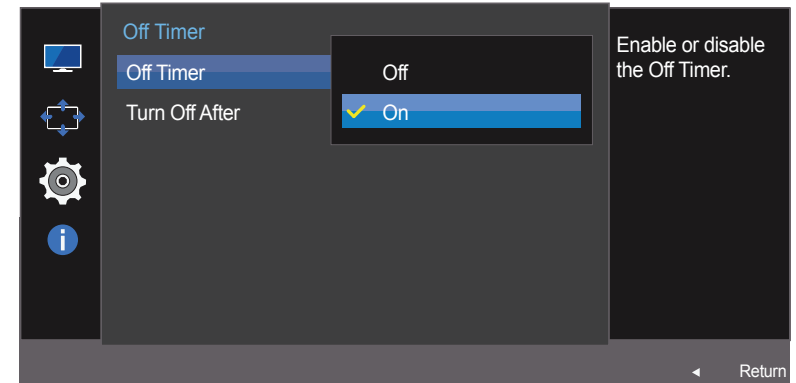 Off Timer
Off Timer
Off
Turn Off After
On
Enable or disable
the Off Timer.
Return